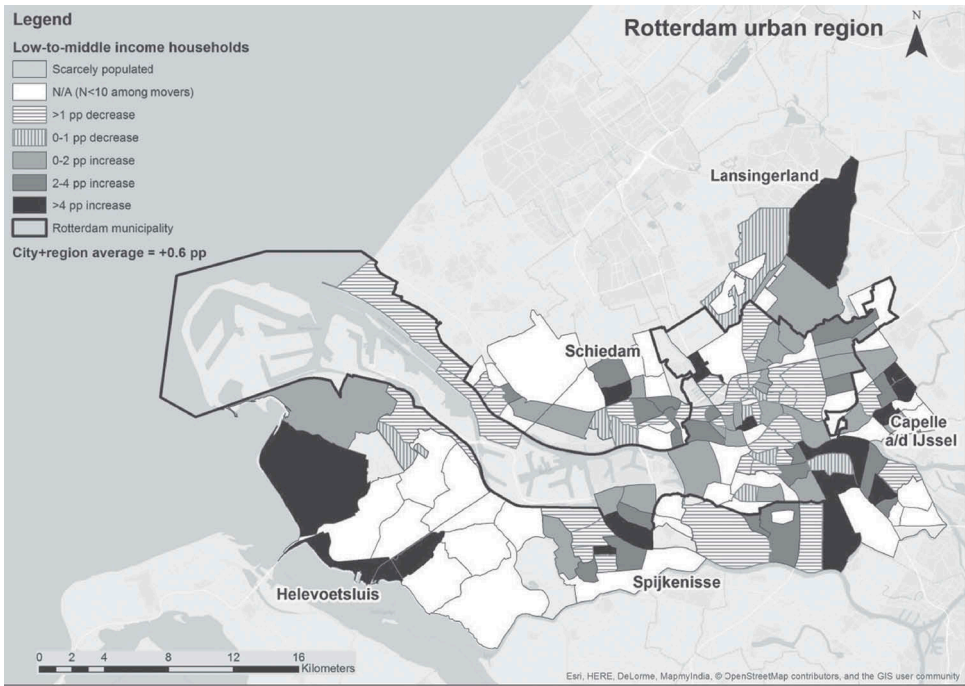 Legend
Low-to-middle income households
Scarcely populated
N/A (N<10 among movers)
>1 pp decrease
0-1 pp decrease
0-2 pp increase
2-4 pp increase
>4 pp increase
Rotterdam municipality
City+region average = +0.6 pp
Rotterdam urban region
N
Lansingerland
Schiedam
Capelle
a/d IJssel
Spijkenisse
Helevoetsluis
0 2 4 8 12 16
Kilometers
Esri, HERE, DeLorme, MapmyIndia, © OpenStreetMap contributors, and the GIS user community